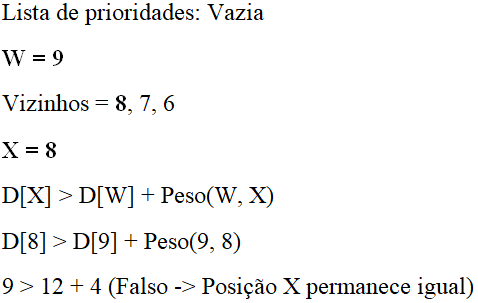 Lista de prioridades: Vazia
W = 9
Vizinhos = 8, 7, 6
X = 8
D[X] > D[W] + Peso(W, X)
D[8] > D[9] + Peso(9, 8)
9 > 12 + 4 (Falso -> Posição X permanece igual)